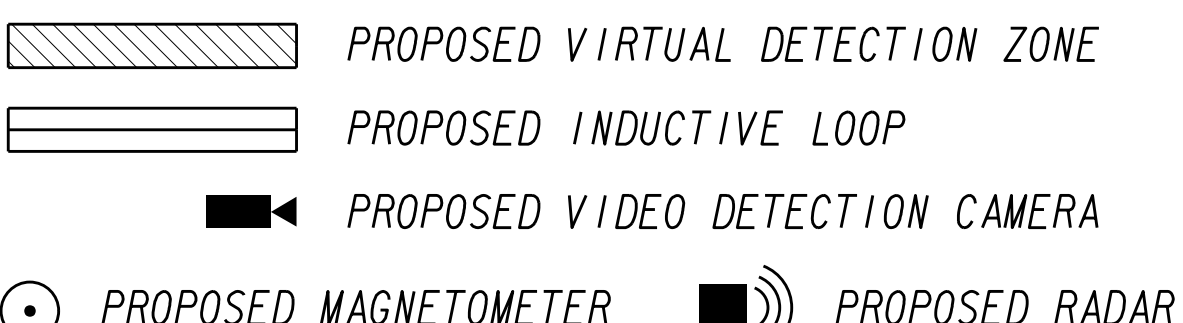 PROPOSED VIRTUAL DETECTION ZONE
PROPOSED INDUCTIVE LOOP
PROPOSED VIDEO DETECTION CAMERA
PROPOSED MAGNETOMETER PROPOSED RADAR